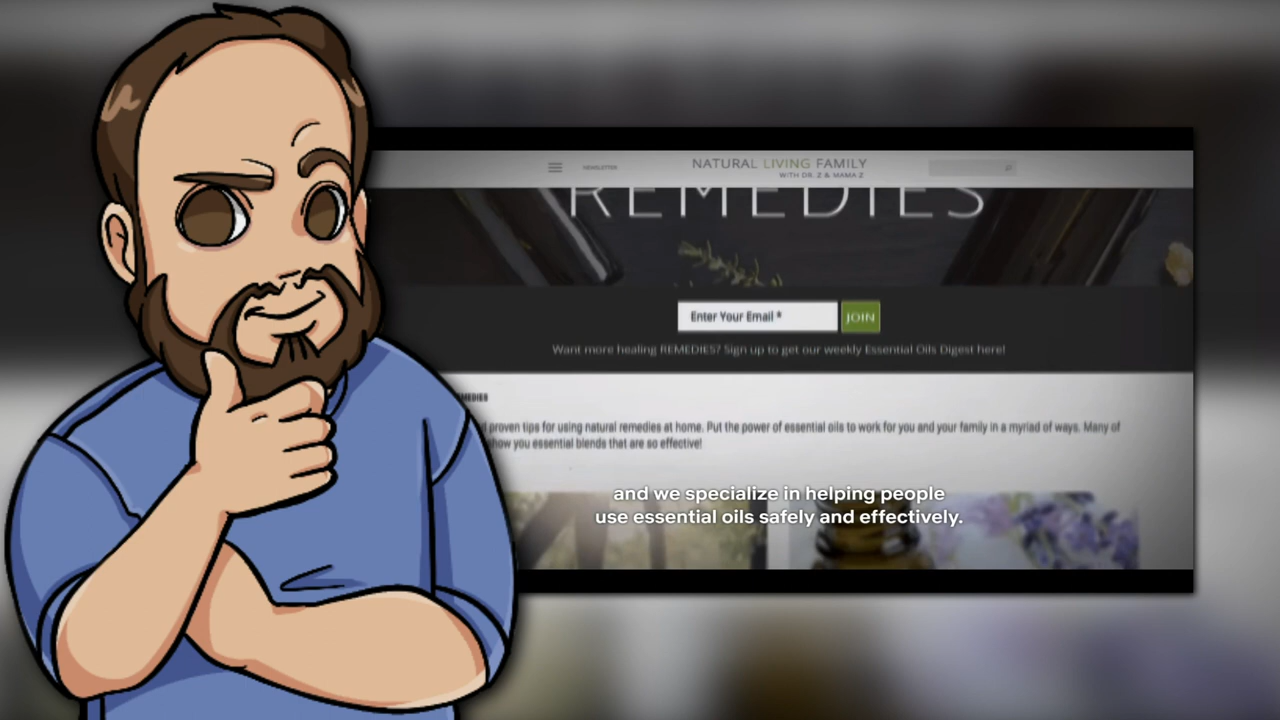 NEWSLETTER
NATURAL LIVING FAMILY
WITH DR. Z & MAMA Z
REMEDIES
Enter Your Email *
JOIN
Want more healing REMEDIES? Sign up to get our weekly Essential Oils Digest here!
proven tips for using natural remedies at home. Put the power of essential oils to work for you and your family in a myriad of ways. Many of
show you essential blends that are so effective!
and we specialize in helping people
use essential oils safely and effectively.